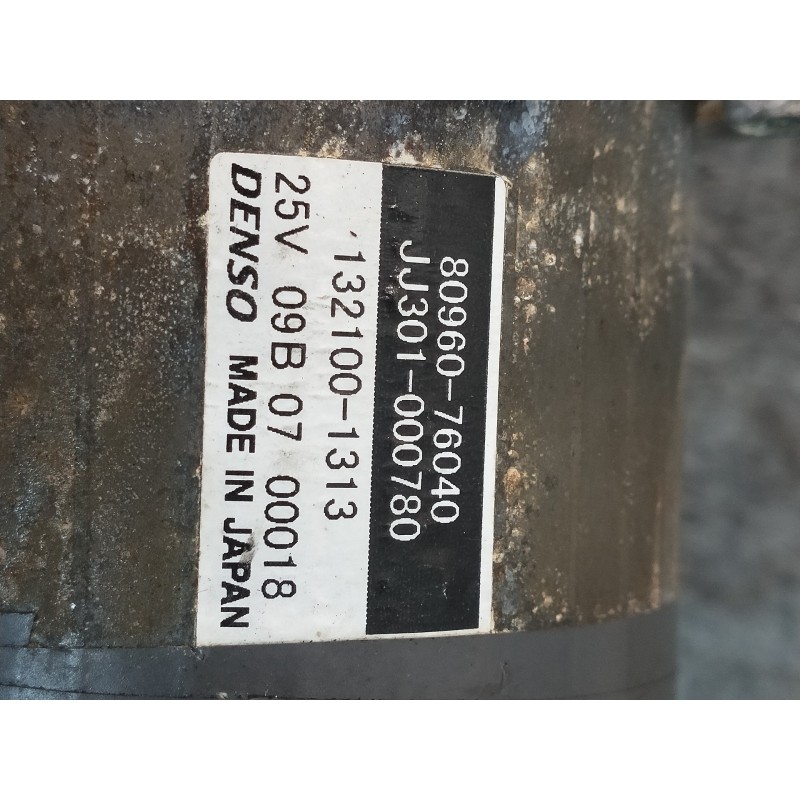 80960-76040
JJ301-000780
132100-1313
25V 09B 07 00018
DENSO MADE IN JAPAN